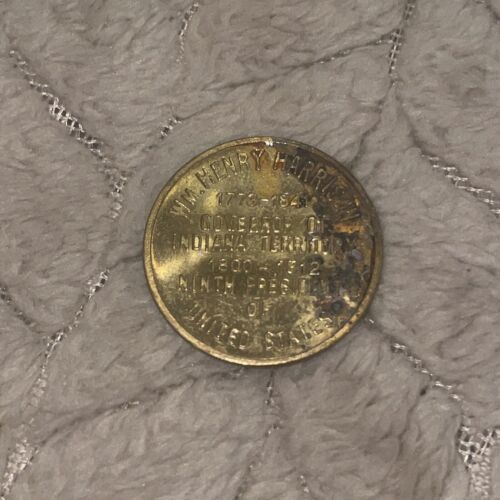 WM. HENRY HARRISON
1773-1841
GOVERNOR OF
INDIANA TERRITORY
1800-1812
NINTH PRESIDENT
OF
UNITED STATES